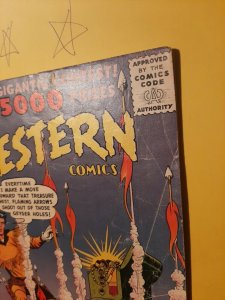 5000
APPROVED
BY THE
COMICS
CODE
AUTHORITY
ESTERN
COMICS
EVERYTIME
I MAKE A MOVE
TOWARD THAT TREASURE
CHEST, FLAMING ARROWS
SHOOT OUT OF THOSE
GEYSER HOLES!